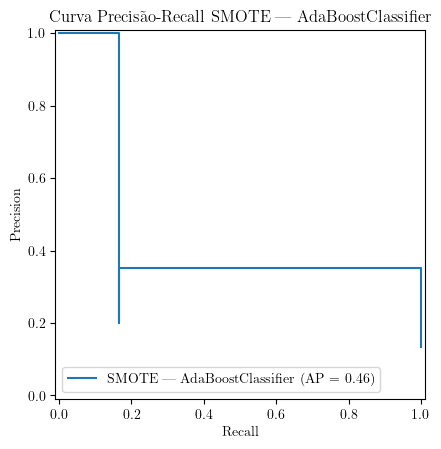 Curva Precisão-Recall SMOTE — AdaBoostClassifier
1.0
0.8
0.6
0.4
0.2
0.0
Precision
SMOTE — AdaBoostClassifier (AP = 0.46)
0.0 0.2 0.4 0.6 0.8 1.0
Recall